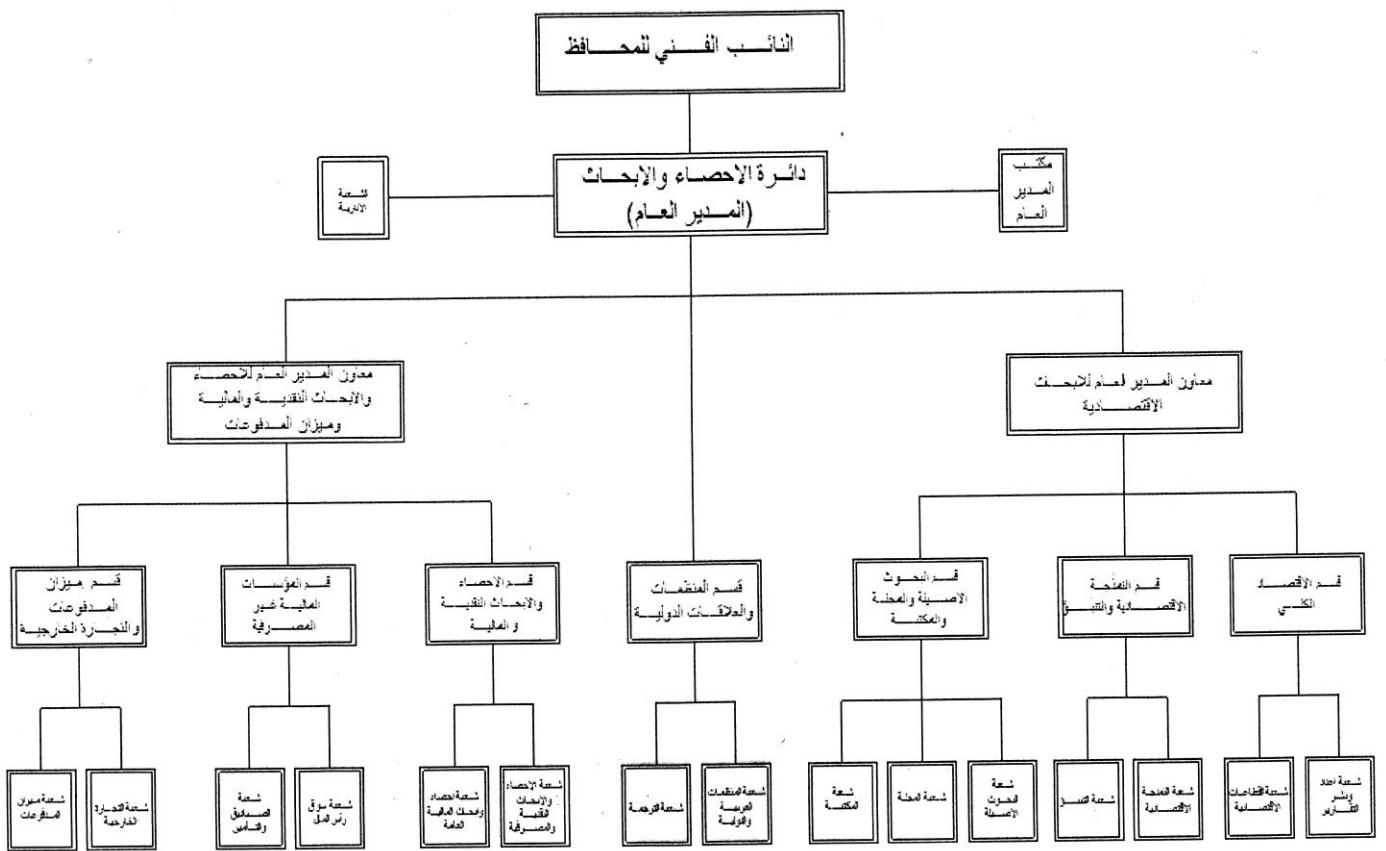 النائب الفني للمحافظ
دائرة الاحصاء والابحاث
(المدير العام)
مكتب
المدير
العام
الشعبة
الادارية
معاون المدير العام للابحاث
الاقتصادية
معاون المدير العام للاحصاء
والابحاث النقدية والمالية
وميزان المدفوعات
قسم الاقتصاد
الكلي
قسم النمذجة
الاقتصادية والتنبؤ
قسم البحوث
الاصيلة والمجلة
والمكتبة
قسم المنظمات
والعلاقات الدولية
قسم الاحصاء
والابحاث النقدية
والمالية
قسم المؤسسات
المالية غير
المصرفية
قسم ميزان
المدفوعات
والتجارة الخارجية
شعبة اعداد
ونشر
التقارير
شعبة القطاعات
الاقتصادية
شعبة النمذجة
الاقتصادية
شعبة التنبؤ
شعبة
البحوث
الاصيلة
شعبة المجلة
شعبة
المكتبة
شعبة المنظمات
العربية
والدولية
شعبة الترجمة
شعبة الاحصاء
والابحاث
النقدية
والمصرفية
شعبة احصاء
وابحاث المالية
العامة
شعبة سوق
راس المال
شعبة
الصناديق
والتأمين
شعبة التجارة
الخارجية
شعبة ميزان
المدفوعات